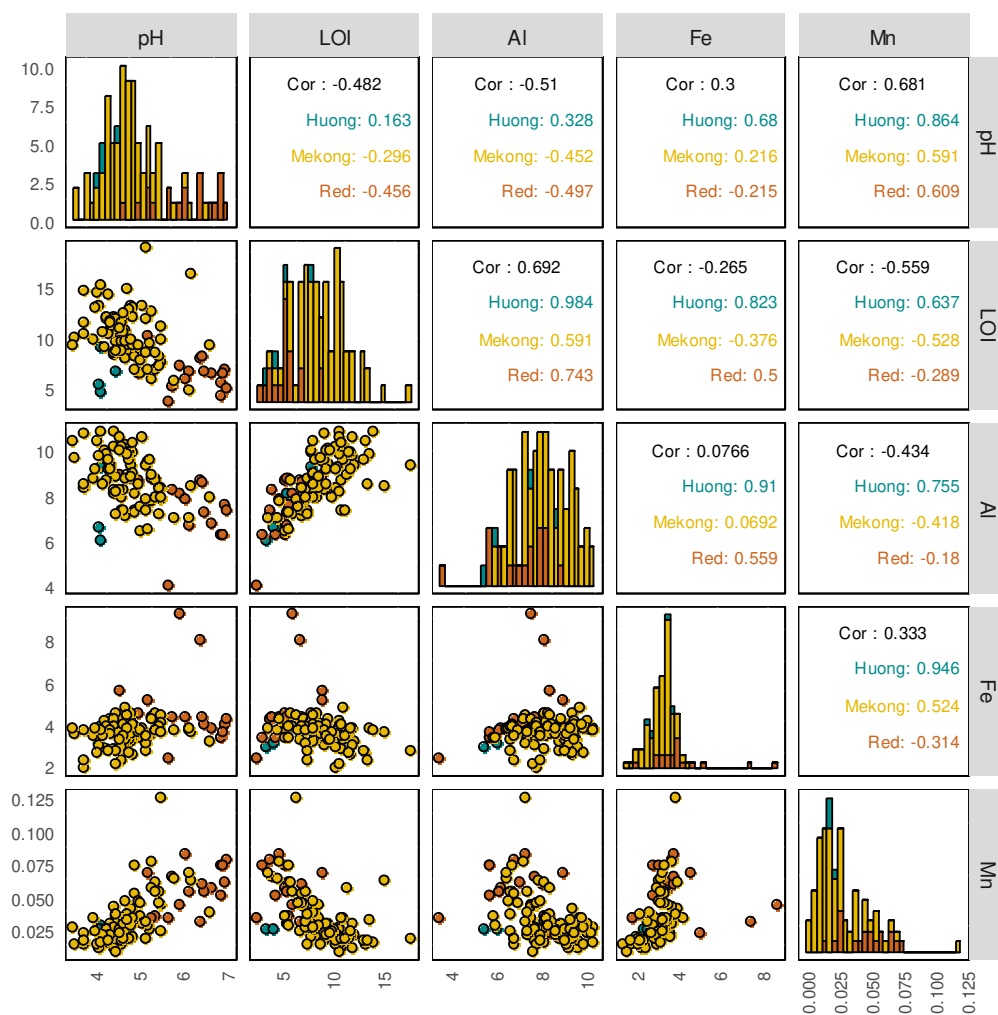 pH LOI Al Fe Mn
10.0
7.5
5.0
2.5
0.0
Cor : -0.482
Huong: 0.163
Mekong: -0.296
Red: -0.456
Cor : -0.51
Huong: 0.328
Mekong: -0.452
Red: -0.497
Cor : 0.3
Huong: 0.68
Mekong: 0.216
Red: -0.215
Cor : 0.681
Huong: 0.864
Mekong: 0.591
Red: 0.609
pH
15
10
5
Cor : 0.692
Huong: 0.984
Mekong: 0.591
Red: 0.743
Cor : -0.265
Huong: 0.823
Mekong: -0.376
Red: 0.5
Cor : -0.559
Huong: 0.637
Mekong: -0.528
Red: -0.289
LOI
10
8
6
4
Cor : 0.0766
Huong: 0.91
Mekong: 0.0692
Red: 0.559
Cor : -0.434
Huong: 0.755
Mekong: -0.418
Red: -0.18
Al
8
6
4
2
Cor : 0.333
Huong: 0.946
Mekong: 0.524
Red: -0.314
Fe
0.125
0.100
0.075
0.050
0.025
Mn
4 5 6 7
5 10 15
4 6 8 10
2 4 6 8
0.000 0.025 0.050 0.075 0.100 0.125